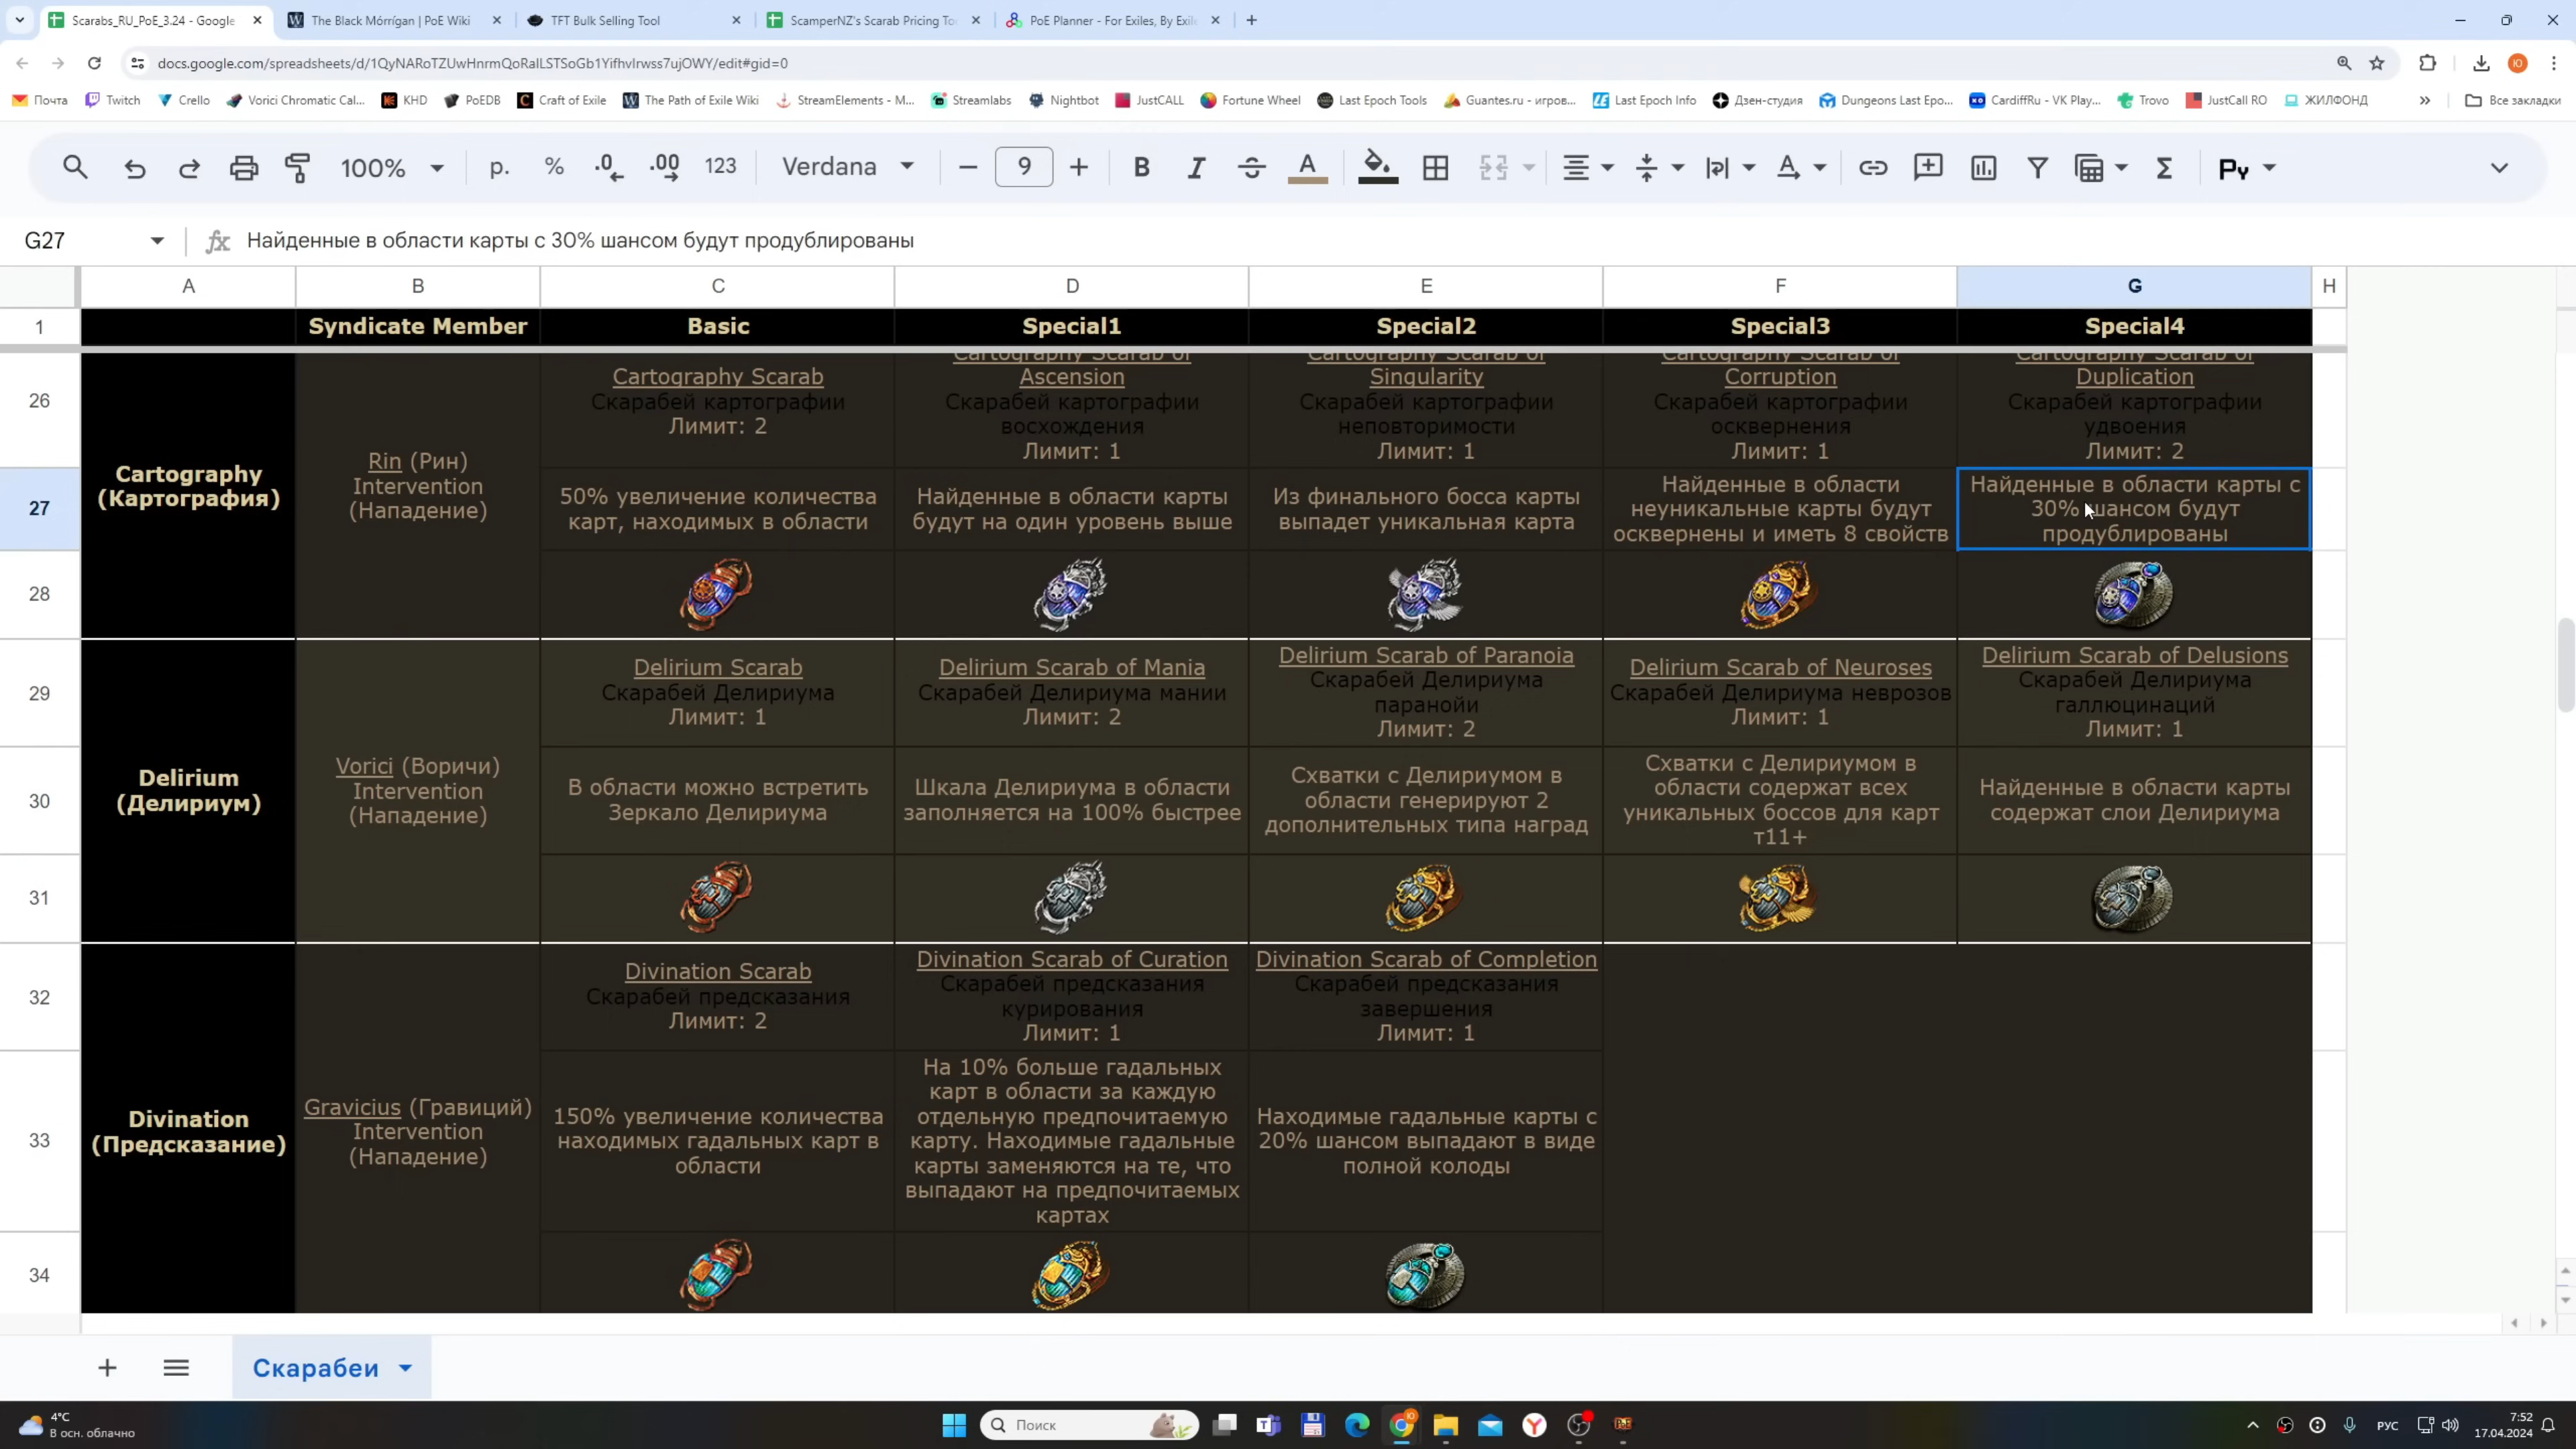 Scarabs_RU_PoE_3.24 - Google
The Black Mórrígan | PoE Wiki
TFT Bulk Selling Tool
ScamperNZ's Scarab Pricing To
PoE Planner - For Exiles, By Exile
docs.google.com/spreadsheets/d/1QyNARoTZUwHnrmQoRaILSTSoGb1YifhvIrwss7ujOWY/edit#gid=0
Почта
Twitch
Crello
Vorici Chromatic Cal...
KHD
PoEDB
Craft of Exile
The Path of Exile Wiki
StreamElements - M...
Streamlabs
Nightbot
JustCALL
Fortune Wheel
Last Epoch Tools
Guantes.ru - игров...
Last Epoch Info
Дзен-студия
Dungeons Last Epo...
CardiffRu - VK Play...
Trovo
JustCall RO
ЖИЛФОНД
Все закладки
100%
р.
%
.0
.00
123
Verdana
9
G27
Найденные в области карты с 30% шансом будут продублированы
A
B
C
D
E
F
G
H
1
Syndicate Member
Basic
Special1
Special2
Special3
Special4
26
Cartography
(Картография)
Rin (Рин)
Intervention
(Нападение)
Cartography Scarab
Скарабей картографии
Лимит: 2
Cartography Scarab of
Ascension
Скарабей картографии
восхождения
Лимит: 1
Cartography Scarab of
Singularity
Скарабей картографии
неповторимости
Лимит: 1
Cartography Scarab of
Corruption
Скарабей картографии
осквернения
Лимит: 1
Cartography Scarab of
Duplication
Скарабей картографии
удвоения
Лимит: 2
27
50% увеличение количества
карт, находимых в области
Найденные в области карты
будут на один уровень выше
Из финального босса карты
выпадет уникальная карта
Найденные в области
неуникальные карты будут
осквернены и иметь 8 свойств
Найденные в области карты с
30% шансом будут
продублированы
28
29
Delirium
(Делириум)
Vorici (Воричи)
Intervention
(Нападение)
Delirium Scarab
Скарабей Делириума
Лимит: 1
Delirium Scarab of Mania
Скарабей Делириума мании
Лимит: 2
Delirium Scarab of Paranoia
Скарабей Делириума
паранойи
Лимит: 2
Delirium Scarab of Neuroses
Скарабей Делириума неврозов
Лимит: 1
Delirium Scarab of Delusions
Скарабей Делириума
галлюцинаций
Лимит: 1
30
В области можно встретить
Зеркало Делириума
Шкала Делириума в области
заполняется на 100% быстрее
Схватки с Делириумом в
области генерируют 2
дополнительных типа наград
Схватки с Делириумом в
области содержат всех
уникальных боссов для карт
т11+
Найденные в области карты
содержат слои Делириума
31
32
Divination
(Предсказание)
Gravicius (Гравиций)
Intervention
(Нападение)
Divination Scarab
Скарабей предсказания
Лимит: 2
Divination Scarab of Curation
Скарабей предсказания
курирования
Лимит: 1
Divination Scarab of Completion
Скарабей предсказания
завершения
Лимит: 1
33
150% увеличение количества
находимых гадальных карт в
области
На 10% больше гадальных
карт в области за каждую
отдельную предпочитаемую
карту. Находимые гадальные
карты заменяются на те, что
выпадают на предпочитаемых
картах
Находимые гадальные карты с
20% шансом выпадают в виде
полной колоды
34
Скарабеи
4°C
В осн. облачно
Поиск
РУС
7:52
17.04.2024